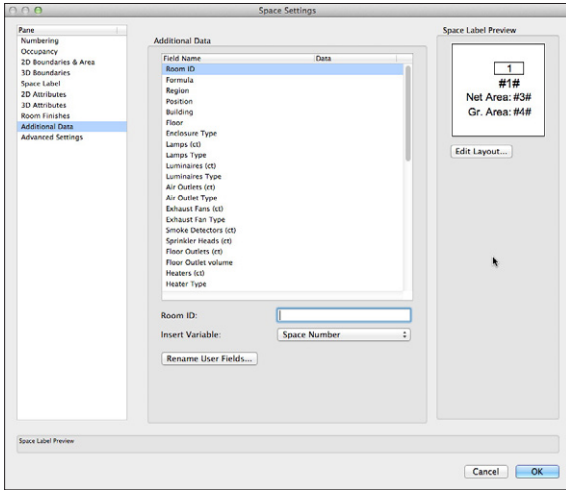 Space Settings
Pane
Numbering
Occupancy
2D Boundaries & Area
3D Boundaries
Space Label
2D Attributes
3D Attributes
Room Finishes
Additional Data
Advanced Settings
Additional Data
Field Name Data
Room ID
Formula
Region
Position
Building
Floor
Enclosure Type
Lamps (ct)
Lamps Type
Luminaires (ct)
Luminaires Type
Air Outlets (ct)
Air Outlet Type
Exhaust Fans (ct)
Exhaust Fan Type
Smoke Detectors (ct)
Sprinkler Heads (ct)
Floor Outlets (ct)
Floor Outlet volume
Heaters (ct)
Heater Type
Room ID:
Insert Variable: Space Number
Rename User Fields...
Space Label Preview
1
#1#
Net Area: #3#
Gr. Area: #4#
Edit Layout...
Space Label Preview
Cancel OK